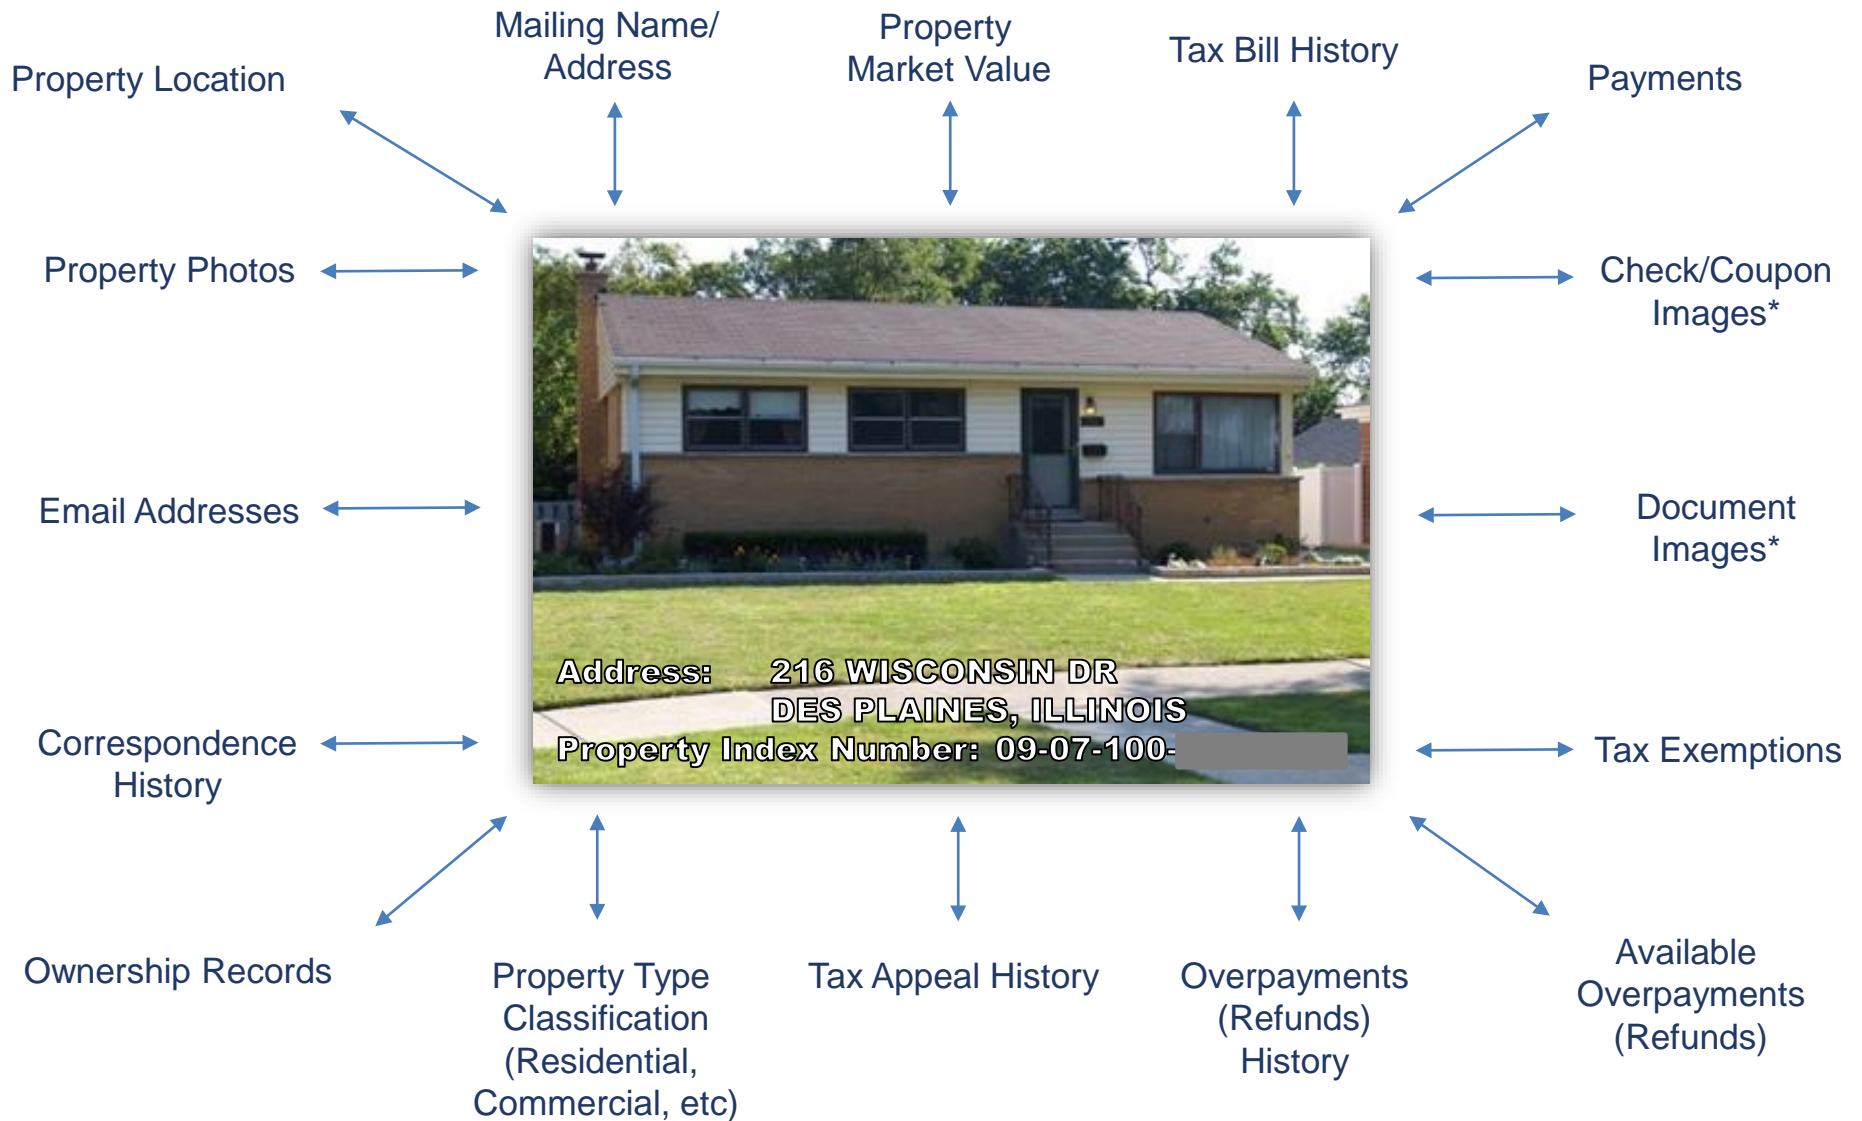 Mailing Name/
Address
Property
Market Value
Tax Bill History
Property Location
Payments
Property Photos
Check/Coupon
Images*
Email Addresses
Document
Images*
Address: 216 WISCONSIN DR
DES PLAINES, ILLINOIS
Property Index Number: 09-07-100-
Correspondence
History
Tax Exemptions
Ownership Records
Property Type
Classification
(Residential,
Commercial, etc)
Tax Appeal History
Overpayments
(Refunds)
History
Available
Overpayments
(Refunds)